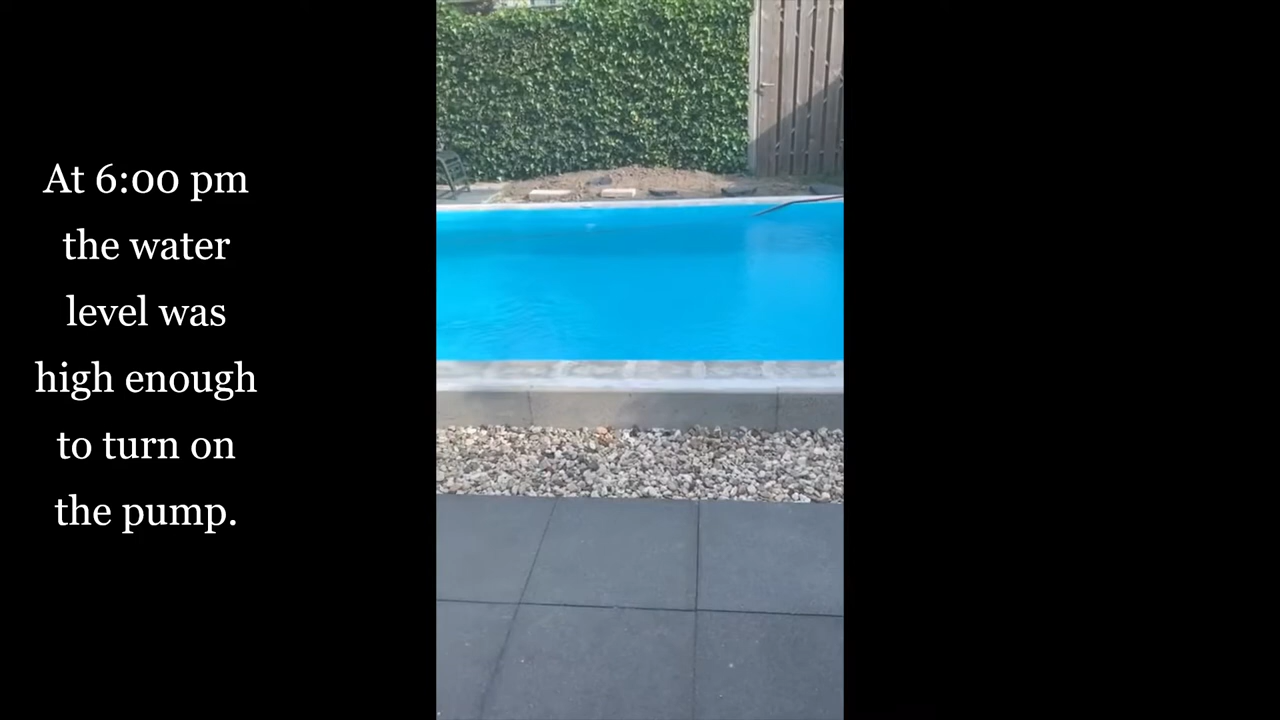 At 6:00 pm
the water
level was
high enough
to turn on
the pump.